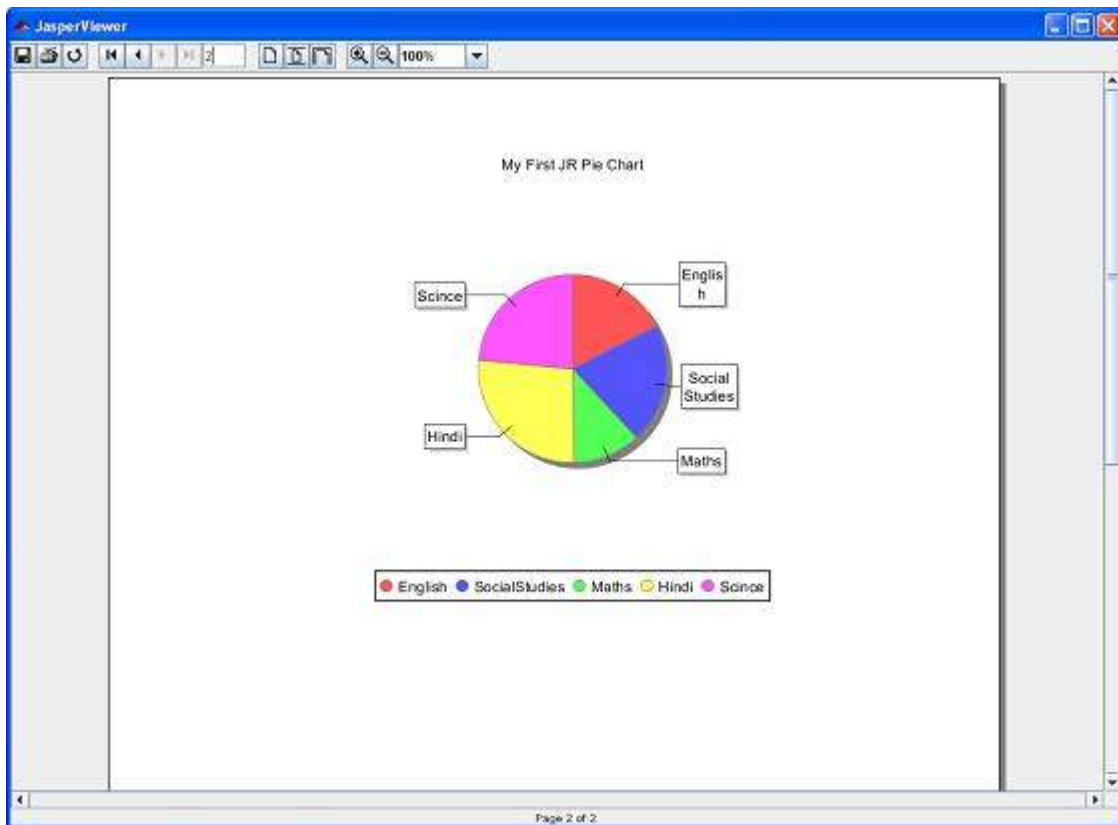 JasperViewer
2
100%
My First JR Pie Chart
Englis
h
Scince
Social
Studies
Hindi
Maths
English SocialStudies Maths Hindi Scince
Page 2 of 2